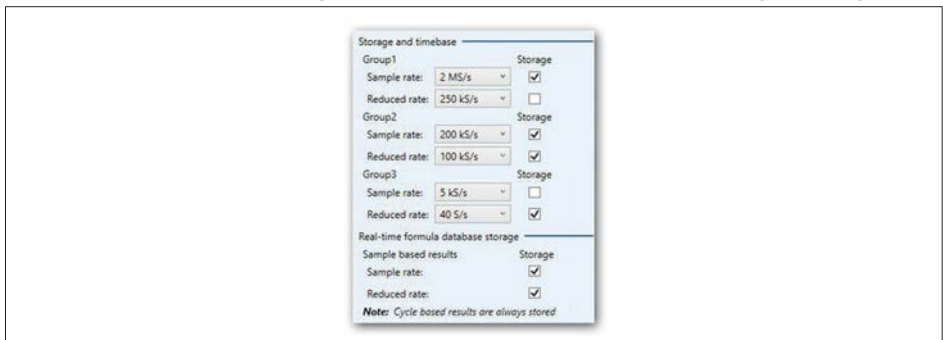 Storage and timebase
Group1 Storage
Sample rate: 2 MS/s
Reduced rate: 250 kS/s
Group2 Storage
Sample rate: 200 kS/s
Reduced rate: 100 kS/s
Group3 Storage
Sample rate: 5 kS/s
Reduced rate: 40 S/s
Real-time formula database storage
Sample based results Storage
Sample rate:
Reduced rate:
Note: Cycle based results are always stored